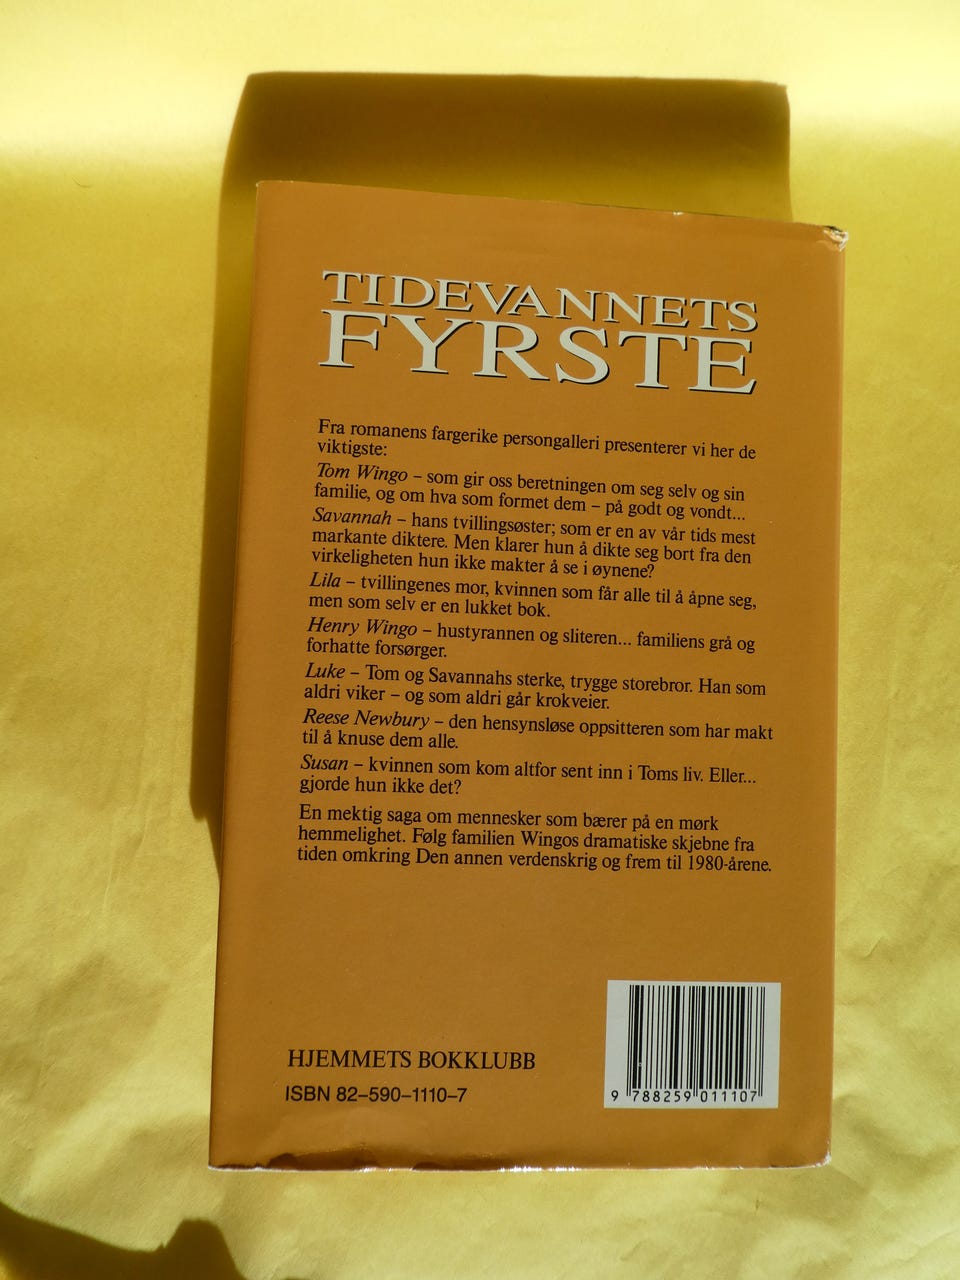 TIDEVANNETS
FYRSTE
Fra romanens fargerike persongalleri presenterer vi her de
viktigste:
Tom Wingo – som gir oss beretningen om seg selv og sin
familie, og om hva som formet dem – på godt og vondt...
Savannah – hans tvillingsøster; som er en av vår tids mest
markante diktere. Men klarer hun å dikte seg bort fra den
virkeligheten hun ikke makter å se i øynene?
Lila – tvillingenes mor, kvinnen som får alle til å åpne seg,
men som selv er en lukket bok.
Henry Wingo – hustyrannen og sliteren... familiens grå og
forhatte forsørger.
Luke – Tom og Savannahs sterke, trygge storebror. Han som
aldri viker – og som aldri går krokveier.
Reese Newbury – den hensynsløse oppsitteren som har makt
til å knuse dem alle.
Susan – kvinnen som kom altfor sent inn i Toms liv. Eller...
gjorde hun ikke det?
En mektig saga om mennesker som bærer på en mørk
hemmelighet. Følg familien Wingos dramatiske skjebne fra
tiden omkring Den annen verdenskrig og frem til 1980-årene.
HJEMMETS BOKKLUBB
ISBN 82–590–1110–7
9 788259 011107